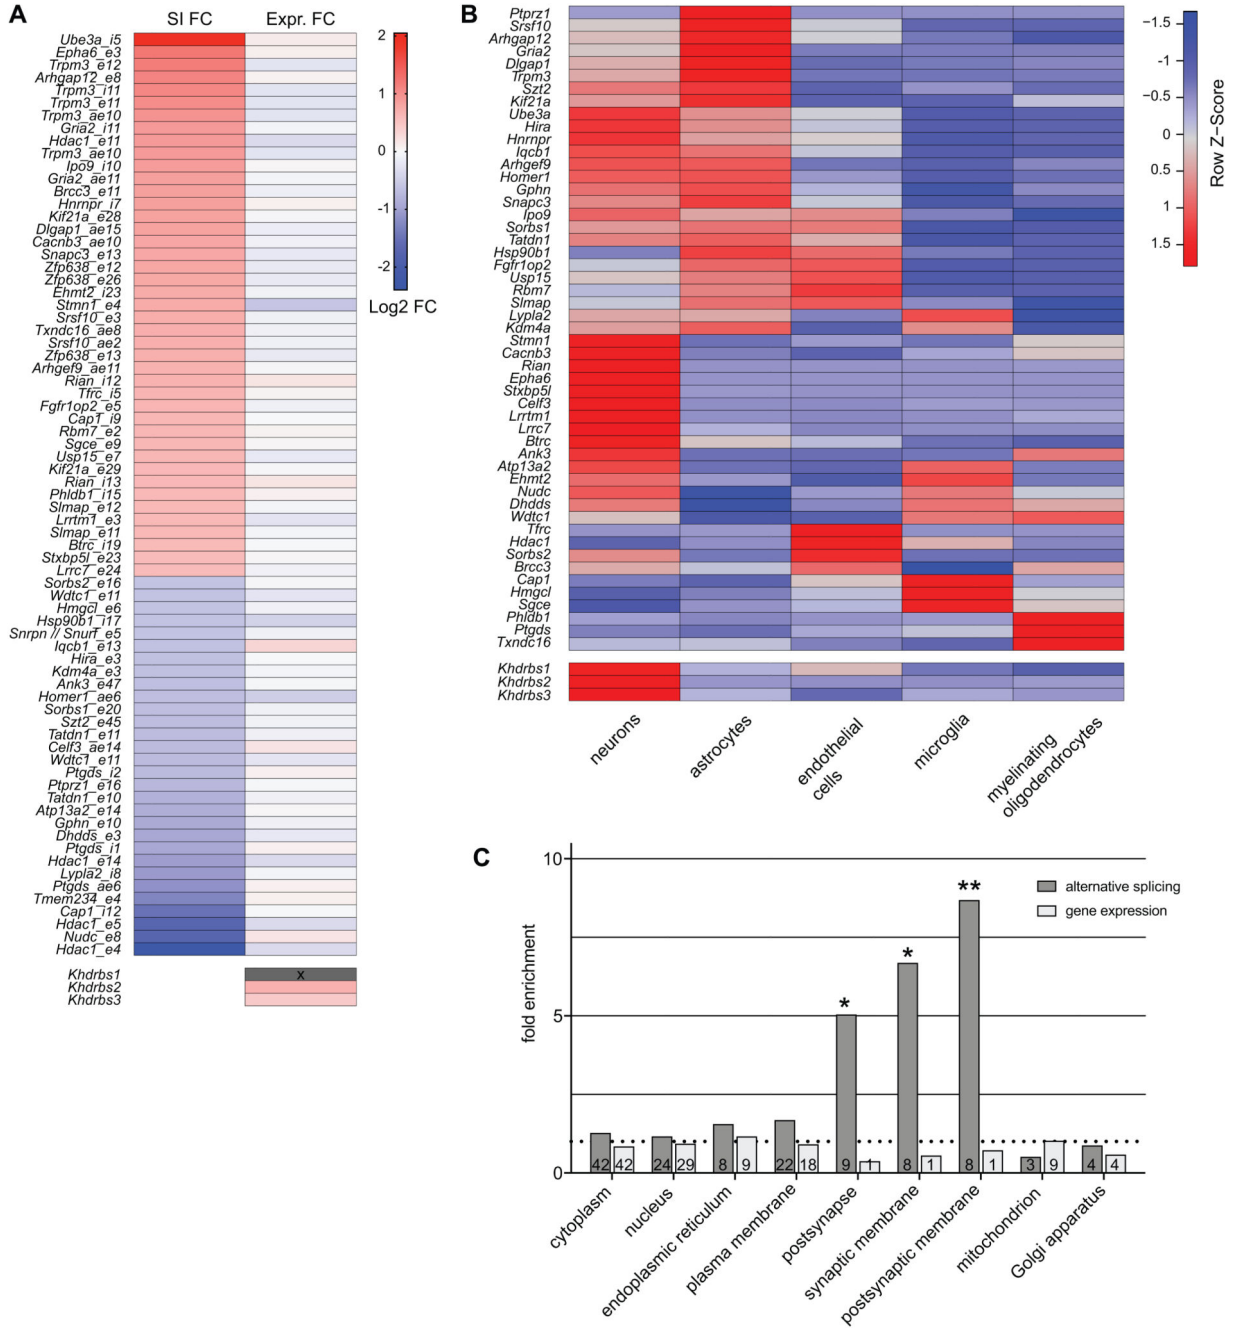 A
SI FC
Expr. FC
Ube3a_i5
Epha6_e3
Trpm3_e12
Arhgap12_e8
Trpm3_i11
Trpm3_e11
Trpm3_ae10
Gria2_i11
Hdac1_e11
Trpm3_ae10
Ipo9_i10
Gria2_ae11
Brcc3_e11
Hnrnpr_i7
Kif21a_e28
Dlgap1_ae15
Cacnb3_ae10
Snapc3_e13
Zfp638_e12
Zfp638_e26
Ehmt2_i23
Stmn1_e4
Srsf10_e3
Txndc16_ae8
Srsf10_ae2
Zfp638_e13
Arhgef9_ae11
Rian_i12
Tfrc_i5
Fgfr1op2_e5
Cap1_i9
Rbm7_e2
Sgce_e9
Usp15_e7
Kif21a_e29
Rian_i13
Phldb1_i15
Slmap_e12
Lrrtm1_e3
Slmap_e11
Btrc_i19
Stxbp5l_e23
Lrrc7_e24
Sorbs2_e16
Wdtc1_e11
Hmgcl_e6
Hsp90b1_i17
Snrpn // Snurf_e5
Iqcb1_e13
Hira_e3
Kdm4a_e3
Ank3_e47
Homer1_ae6
Sorbs1_e20
Szt2_e45
Tatdn1_e11
Celf3_ae14
Wdtc1_e11
Ptgds_i2
Ptprz1_e16
Tatdn1_e10
Atp13a2_e14
Gphn_e10
Dhdds_e3
Ptgds_i1
Hdac1_e14
Lypla2_i8
Ptgds_ae6
Tmem234_e4
Cap1_i12
Hdac1_e5
Nudc_e8
Hdac1_e4
Khdrbs1
x
Khdrbs2
Khdrbs3
2
1
0
-1
-2
Log2 FC
B
Ptprz1
Srsf10
Arhgap12
Gria2
Dlgap1
Trpm3
Szt2
Kif21a
Ube3a
Hira
Hnrnpr
Iqcb1
Arhgef9
Homer1
Gphn
Snapc3
Ipo9
Sorbs1
Tatdn1
Hsp90b1
Fgfr1op2
Usp15
Rbm7
Slmap
Lypla2
Kdm4a
Stmn1
Cacnb3
Rian
Epha6
Stxbp5l
Celf3
Lrrtm1
Lrrc7
Btrc
Ank3
Atp13a2
Ehmt2
Nudc
Dhdds
Wdtc1
Tfrc
Hdac1
Sorbs2
Brcc3
Cap1
Hmgcl
Sgce
Phldb1
Ptgds
Txndc16
Khdrbs1
Khdrbs2
Khdrbs3
neurons
astrocytes
endothelial
cells
microglia
myelinating
oligodendrocytes
−1.5
-1
−0.5
0
0.5
1
1.5
Row Z−Score
C
fold enrichment
10
5
0
alternative splicing
gene expression
*
*
**
42 42 24 29 8 9 22 18 9 1 8 1 8 1 3 9 4 4
cytoplasm
nucleus
endoplasmic reticulum
plasma membrane
postsynapse
synaptic membrane
postsynaptic membrane
mitochondrion
Golgi apparatus